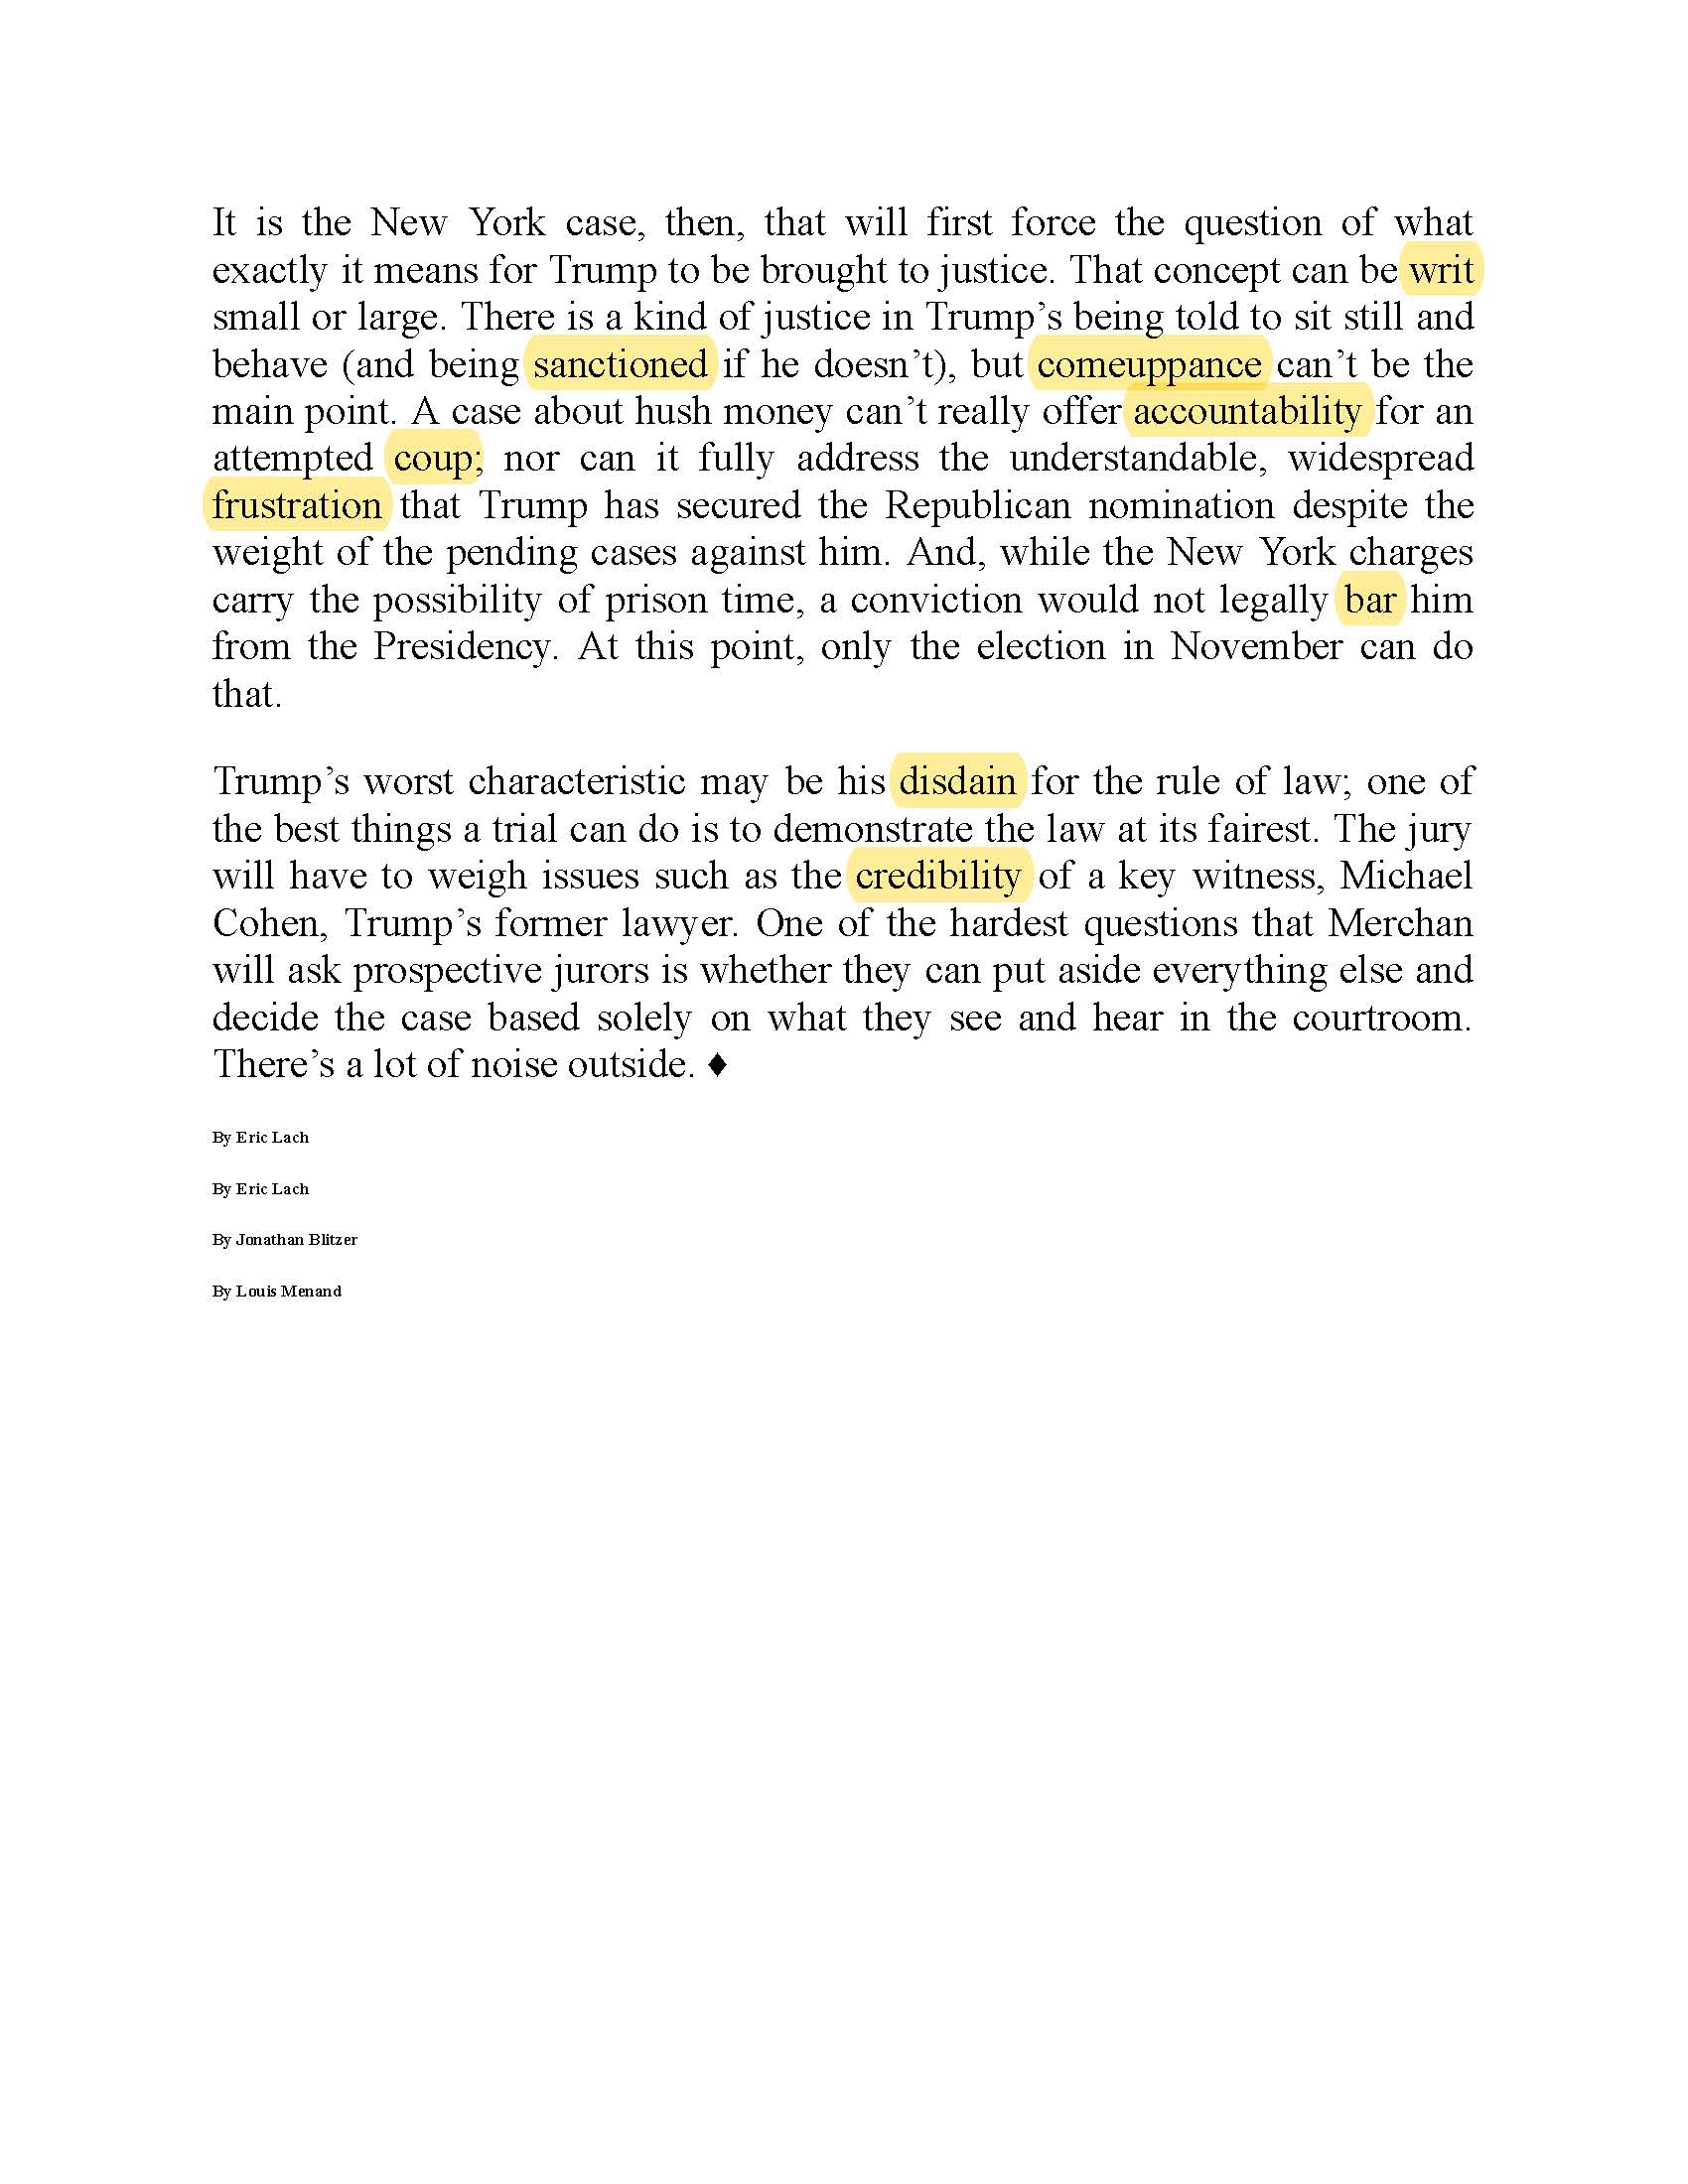 It is the New York case, then, that will first force the question of what
exactly it means for Trump to be brought to justice. That concept can be writ
small or large. There is a kind of justice in Trump’s being told to sit still and
behave (and being sanctioned if he doesn’t), but comeuppance can’t be the
main point. A case about hush money can’t really offer accountability for an
attempted coup; nor can it fully address the understandable, widespread
frustration that Trump has secured the Republican nomination despite the
weight of the pending cases against him. And, while the New York charges
carry the possibility of prison time, a conviction would not legally bar him
from the Presidency. At this point, only the election in November can do
that.
Trump’s worst characteristic may be his disdain for the rule of law; one of
the best things a trial can do is to demonstrate the law at its fairest. The jury
will have to weigh issues such as the credibility of a key witness, Michael
Cohen, Trump’s former lawyer. One of the hardest questions that Merchan
will ask prospective jurors is whether they can put aside everything else and
decide the case based solely on what they see and hear in the courtroom.
There’s a lot of noise outside. ♦
By Eric Lach
By Eric Lach
By Jonathan Blitzer
By Louis Menand